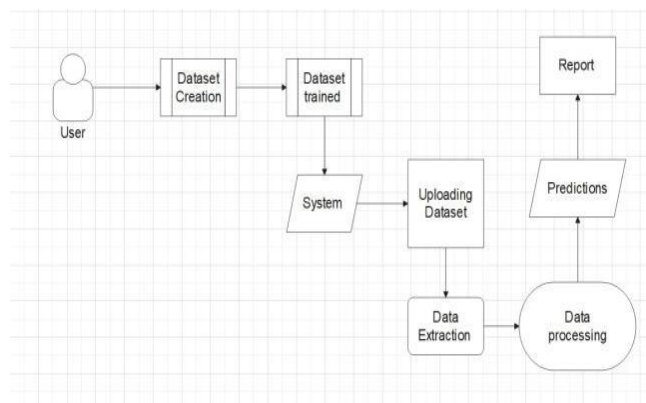 User
Dataset
Creation
Dataset
trained
System
Uploading
Dataset
Data
Extraction
Data
processing
Predictions
Report